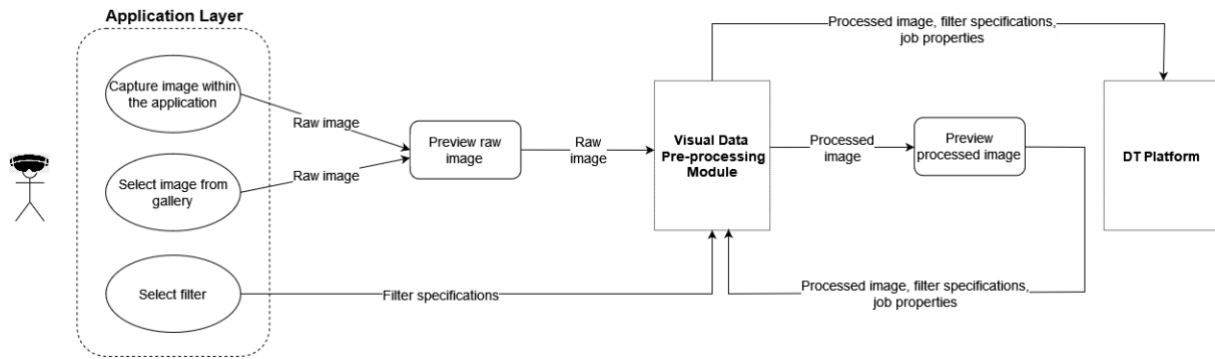 Application Layer
Capture image within
the application
Raw image
Select image from
gallery
Raw image
Select filter
Filter specifications
Preview raw
image
Raw
image
Visual Data
Pre-processing
Module
Processed image, filter specifications,
job properties
Processed
image
Preview
processed image
Processed image, filter specifications,
job properties
DT Platform